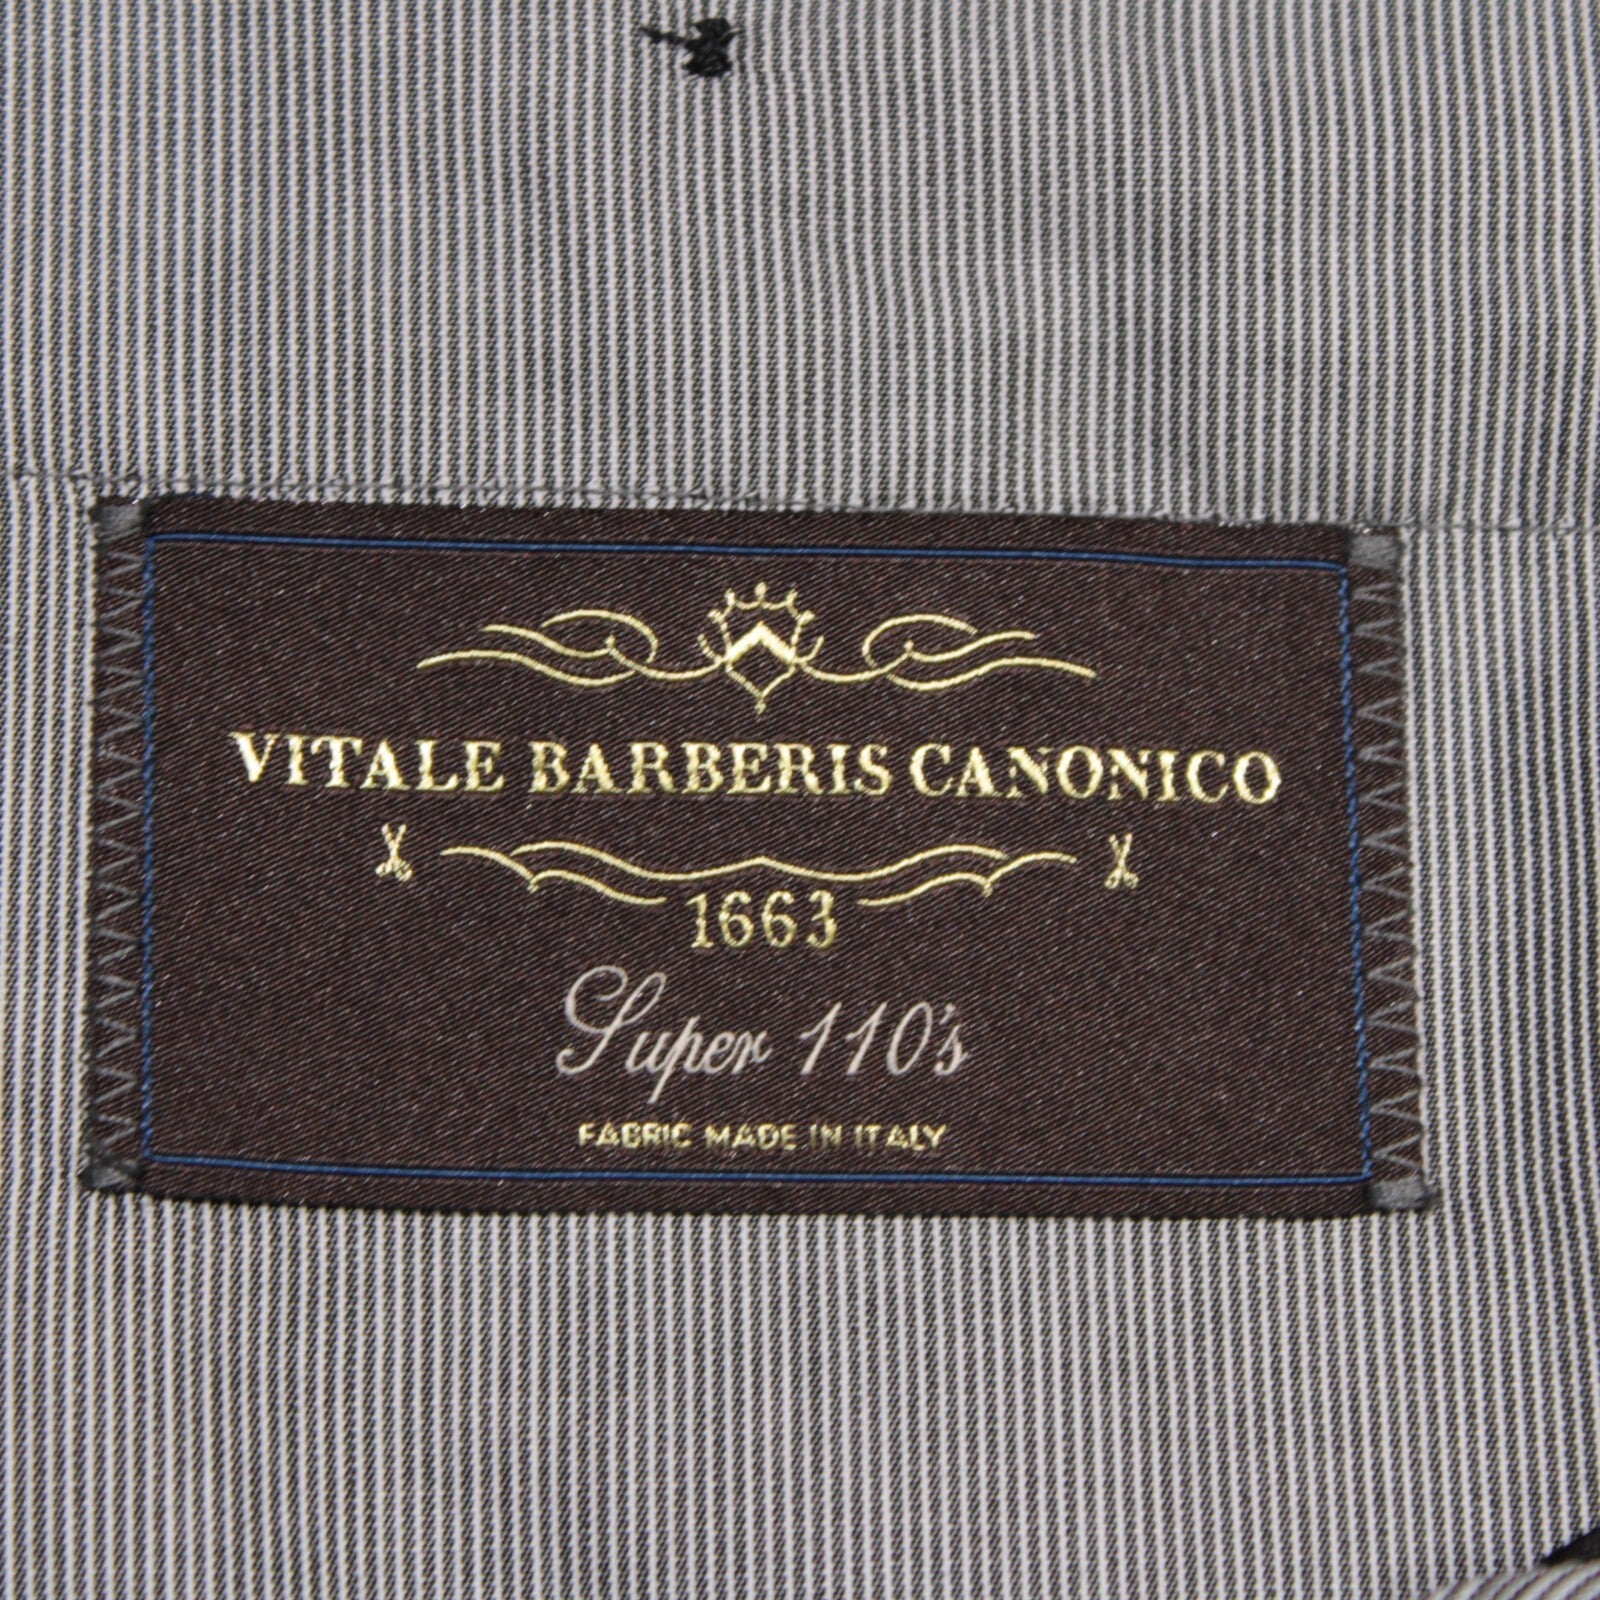 VITALE BARBERIS CANONICO
1663
Super 110's
FABRIC MADE IN ITALY